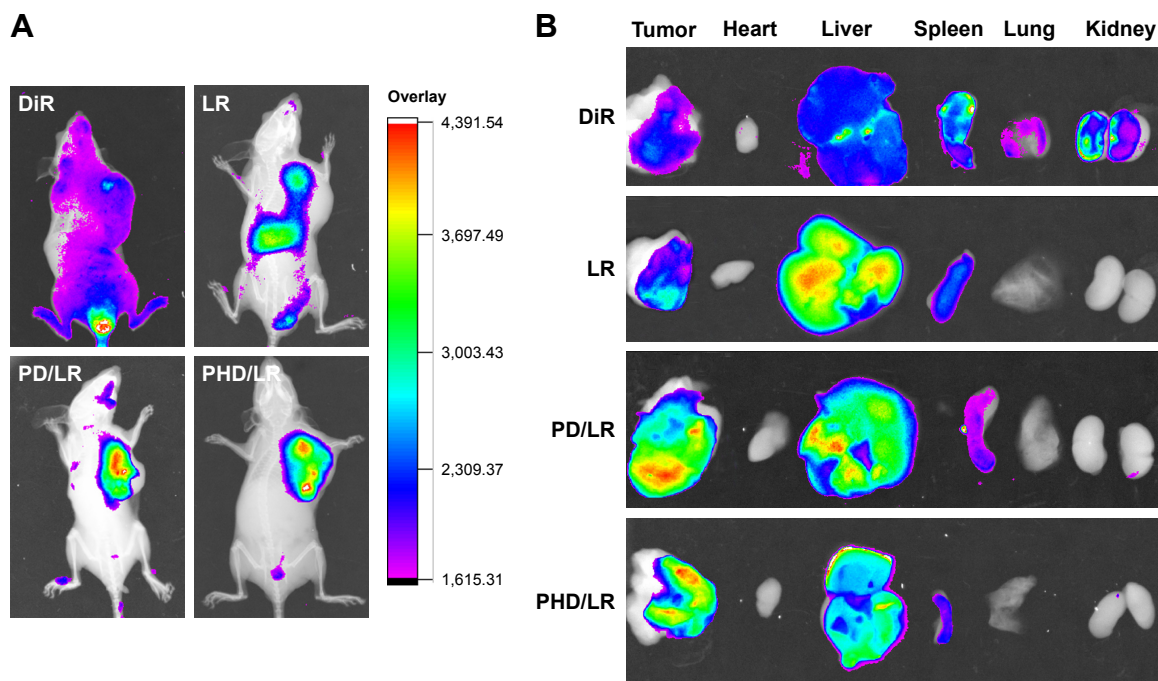 A
B
Tumor Heart Liver Spleen Lung Kidney
DiR
LR
Overlay
4,391.54
3,697.49
3,003.43
2,309.37
1,615.31
PD/LR
PHD/LR
DiR
LR
PD/LR
PHD/LR